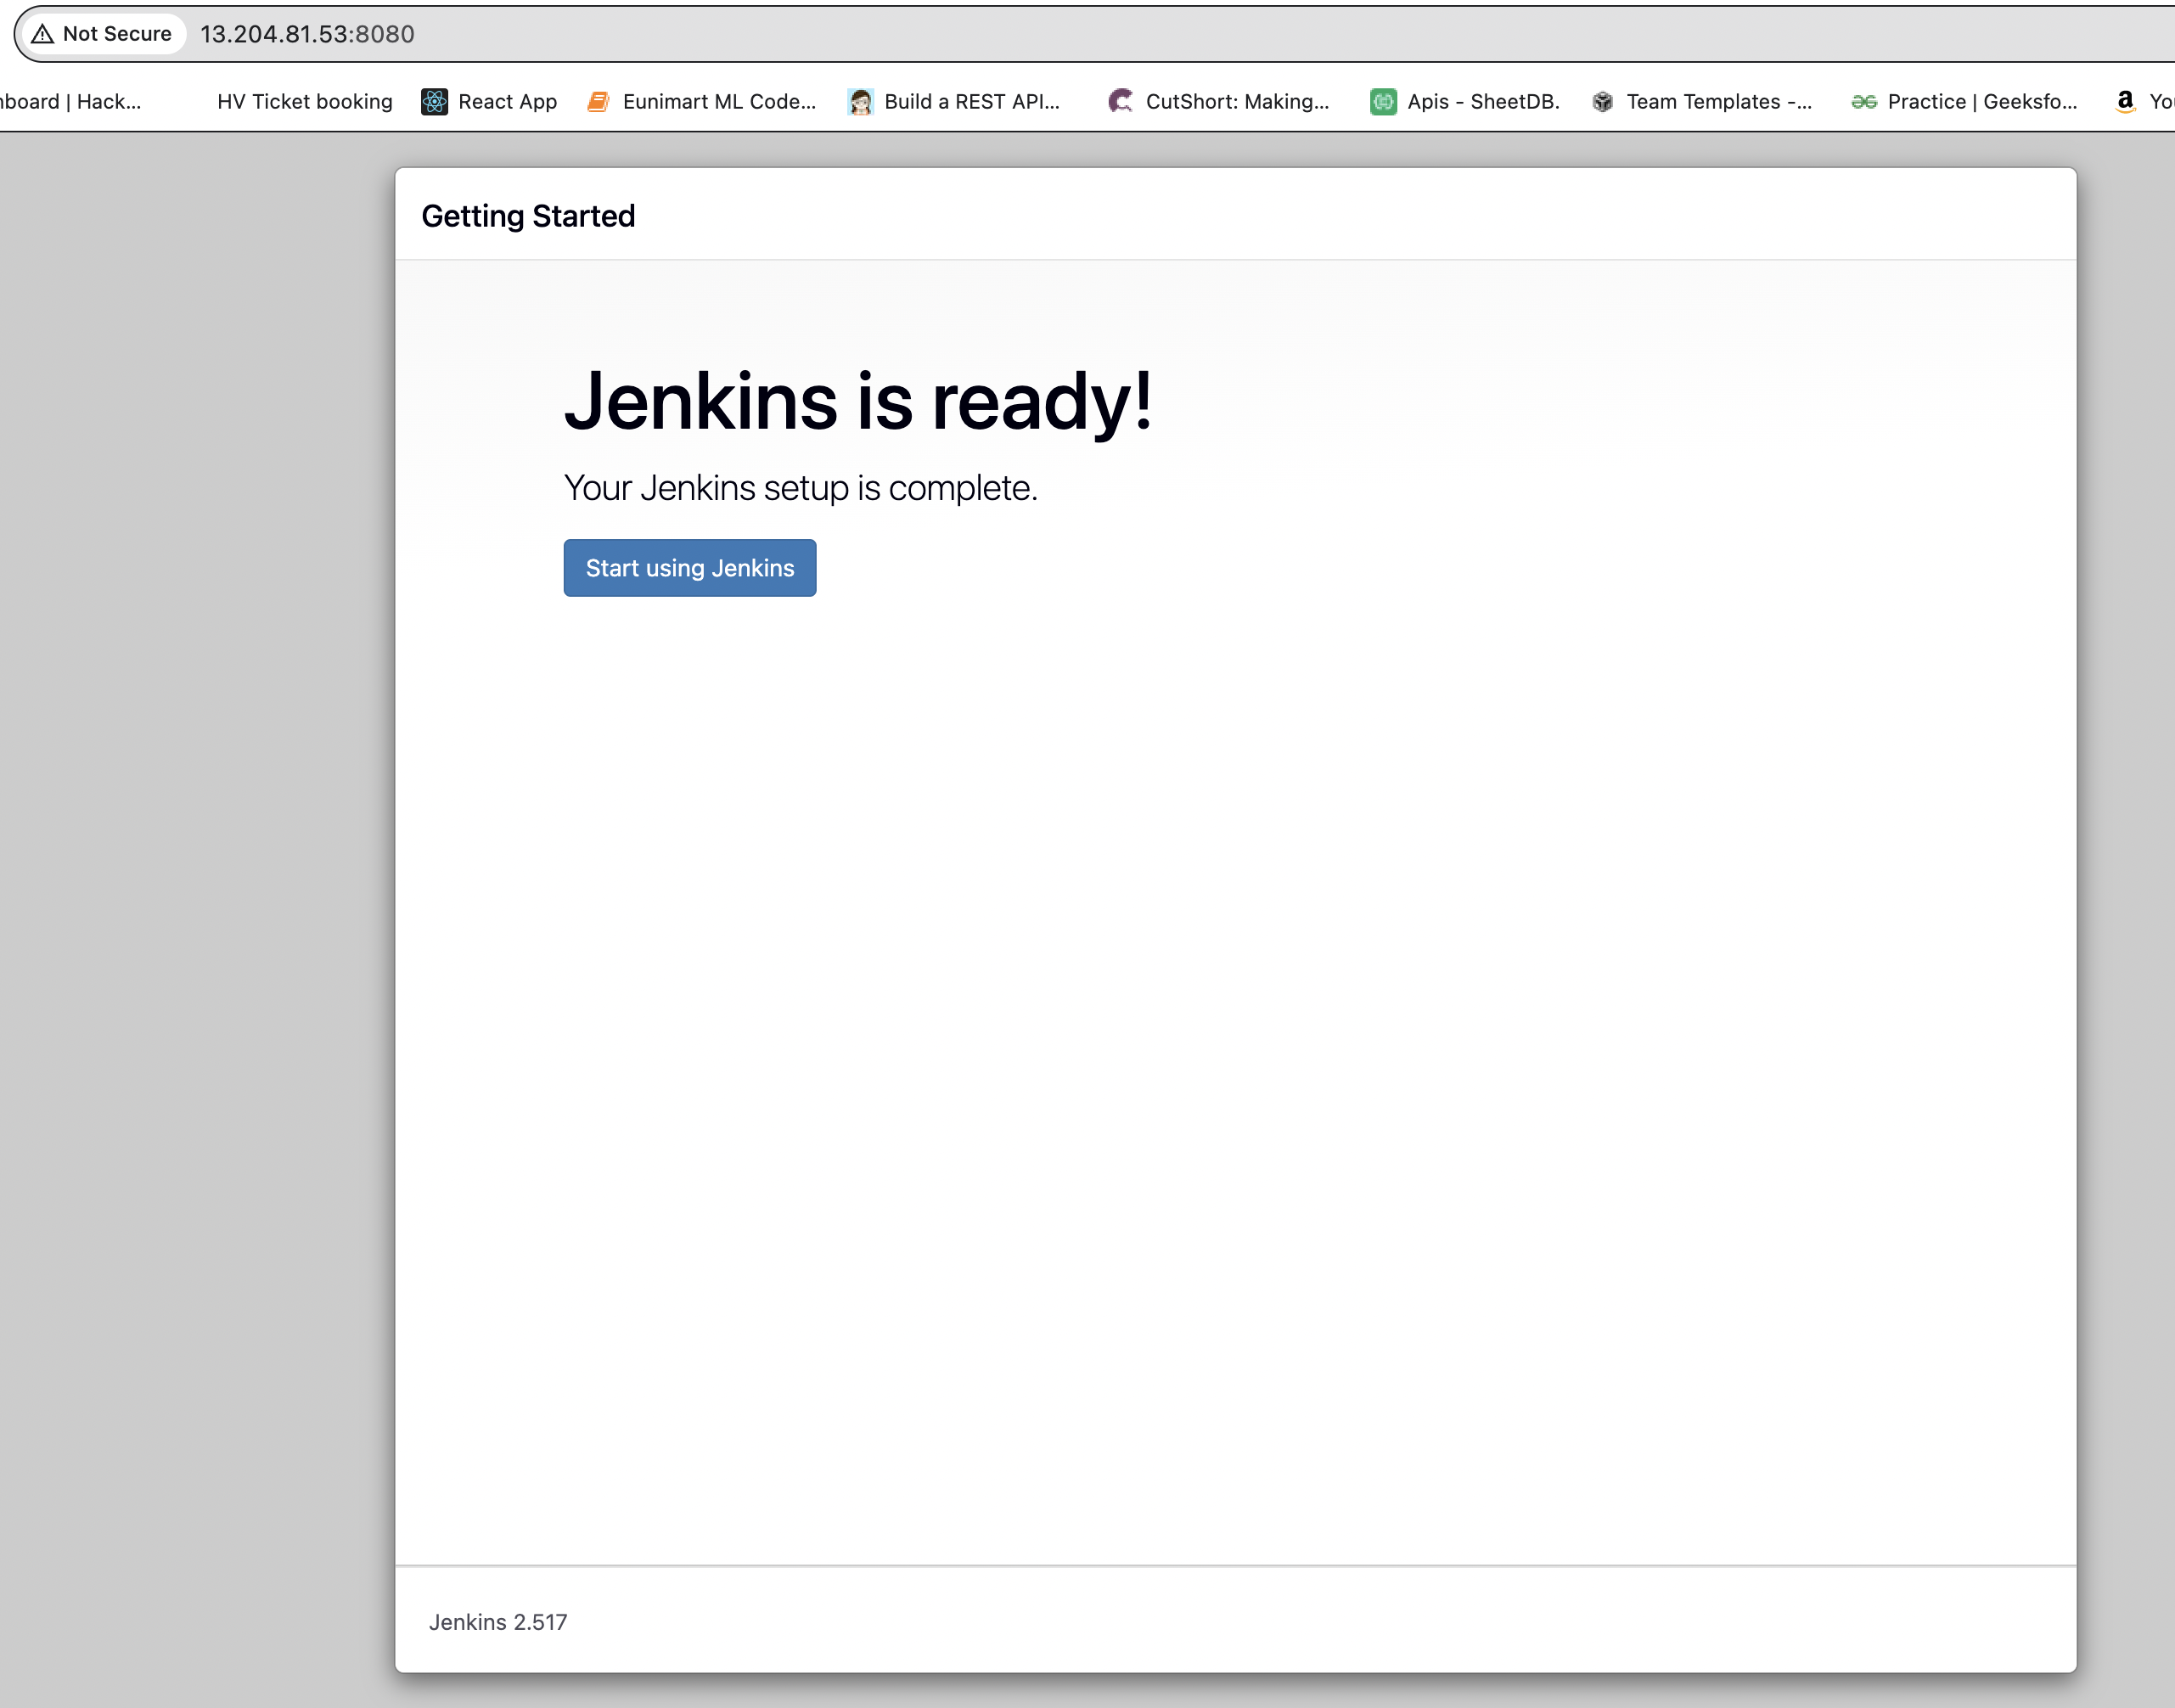 Not Secure 13.204.81.53:8080
board | Hack... HV Ticket booking React App Eunimart ML Code... Build a REST API... CutShort: Making... Apis - SheetDB. Team Templates -... Practice | Geeksfo... You
Getting Started
Jenkins is ready!
Your Jenkins setup is complete.
Start using Jenkins
Jenkins 2.517